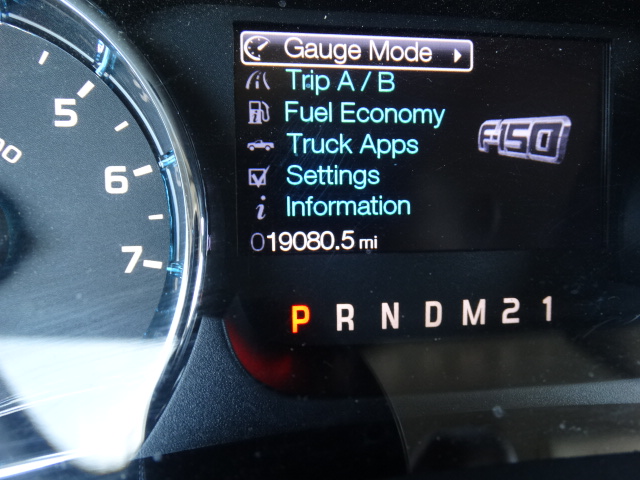 Gauge Mode
Trip A / B
Fuel Economy
F-150
Truck Apps
Settings
Information
019080.5 mi
5
6
7
P R N D M 2 1